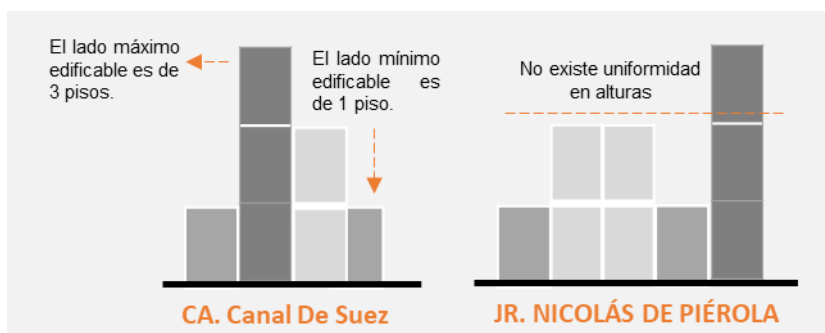 El lado máximo
edificable es de
3 pisos.
El lado mínimo
edificable es
de 1 piso.
No existe uniformidad
en alturas
CA. Canal De Suez
JR. NICOLÁS DE PIÉROLA